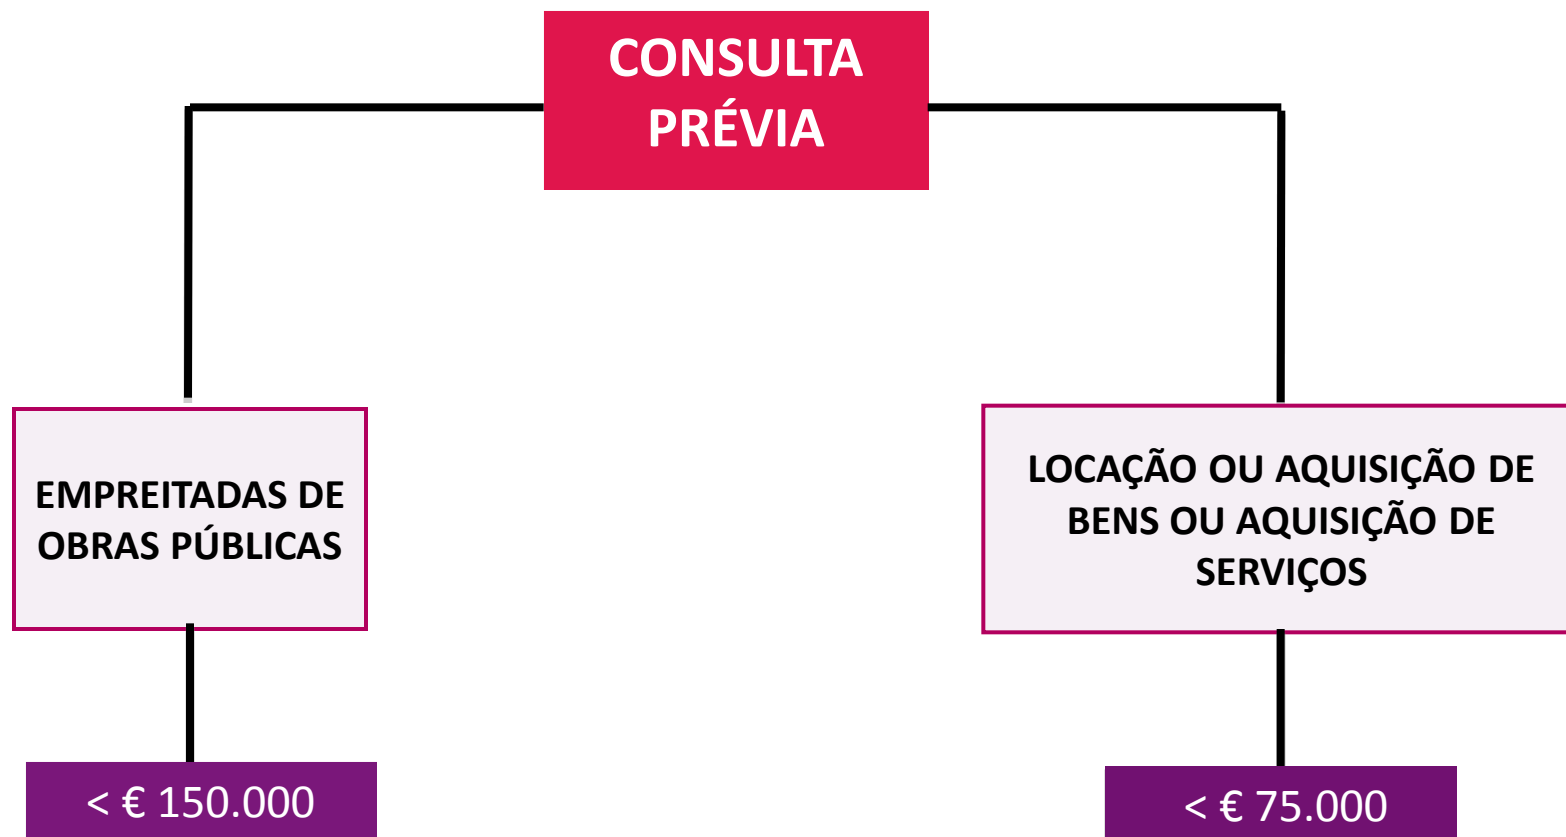 CONSULTA
PRÉVIA
EMPREITADAS DE
OBRAS PÚBLICAS
< € 150.000
LOCAÇÃO OU AQUISIÇÃO DE
BENS OU AQUISIÇÃO DE
SERVIÇOS
< € 75.000